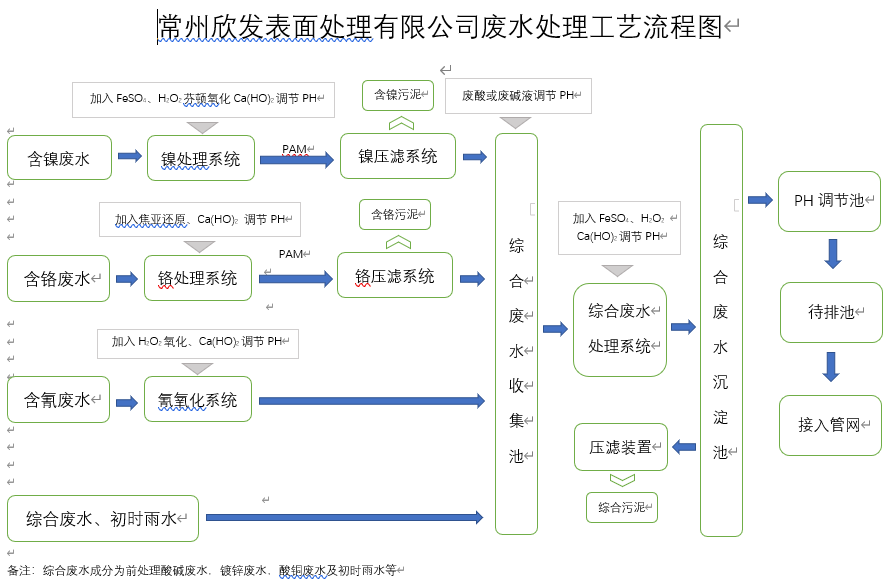 常州欣发表面处理有限公司废水处理工艺流程图
加入 FeSO₄、H₂O₂ 芬顿氧化 Ca(HO)₂ 调节 PH
含镍污泥
废酸或废碱液调节 PH
含镍废水
镍处理系统
PAM
镍压滤系统
加入焦亚还原、Ca(HO)₂ 调节 PH
含铬污泥
含铬废水
铬处理系统
PAM
铬压滤系统
加入 H₂O₂ 氧化、Ca(HO)₂ 调节 PH
含氰废水
氰氧化系统
综合废水、初时雨水
综
合
废
水
收
集
池
加入 FeSO₄、H₂O₂
Ca(HO)₂ 调节 PH
综合废水
处理系统
综
合
废
水
沉
淀
池
压滤装置
综合污泥
PH 调节池
待排池
接入管网
备注：综合废水成分为前处理酸碱废水、镀锌废水、酸铜废水及初时雨水等